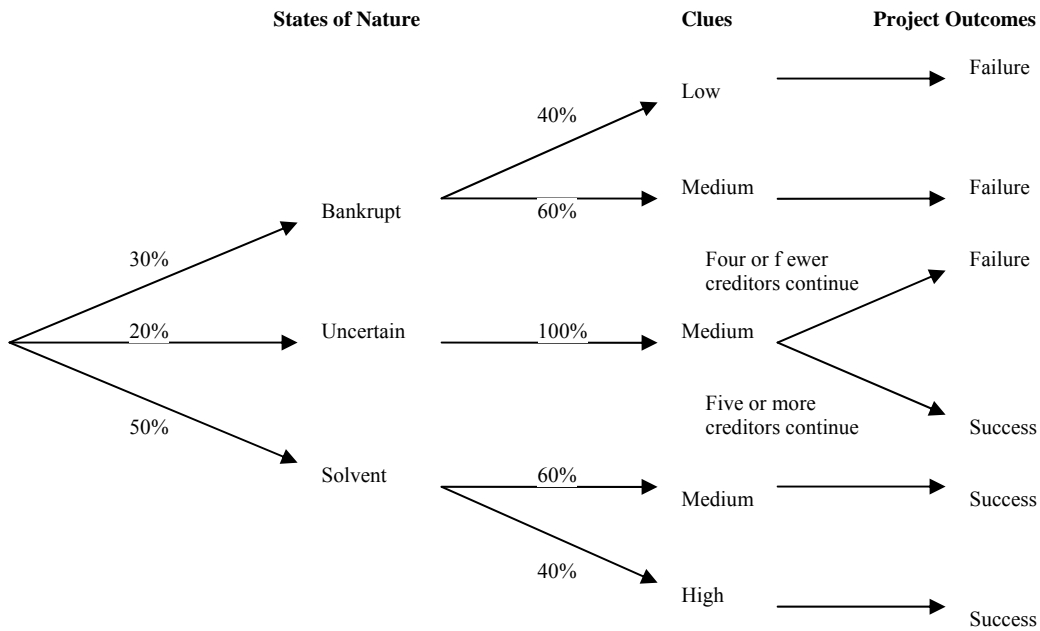 States of Nature
Clues
Project Outcomes
Failure
Low
40%
Medium
Failure
60%
Bankrupt
Four or f ewer
creditors continue
Failure
30%
20%
Uncertain
100%
Medium
Five or more
creditors continue
Success
50%
Solvent
60%
Medium
Success
40%
High
Success